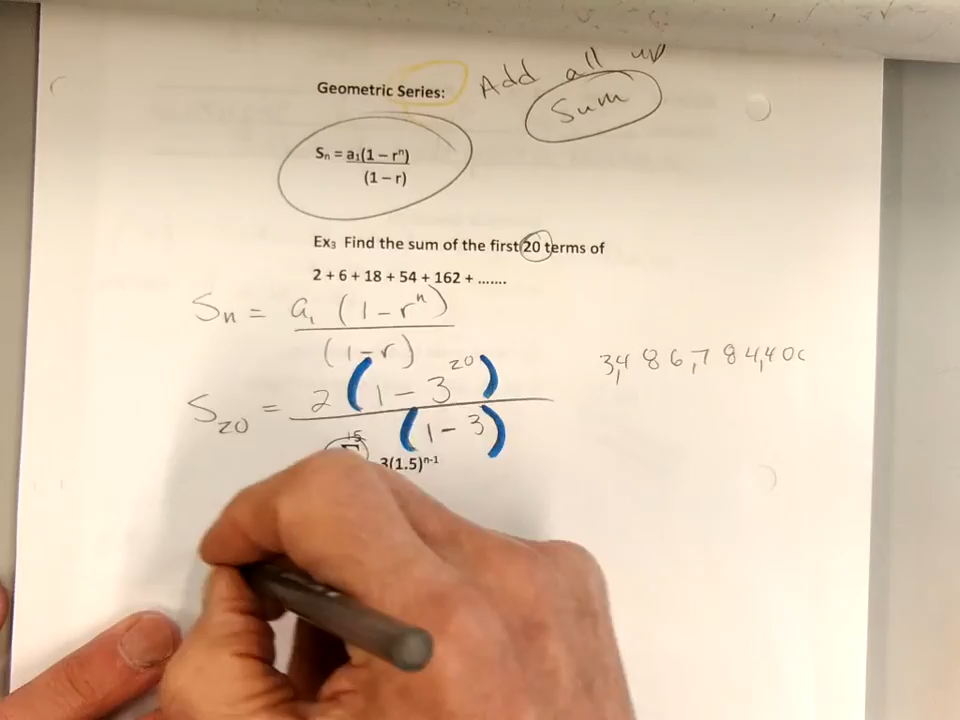 Geometric Series: Add all up
Sum
Sn = a1(1 – rⁿ)
(1 – r)
Ex3 Find the sum of the first 20 terms of
2 + 6 + 18 + 54 + 162 + .......
Sn = a1 (1 - rⁿ)
(1 - r)
S20 = 2 (1 - 3²⁰)
(1 - 3)
3,486,784,400
15
3(1.5)ⁿ⁻¹